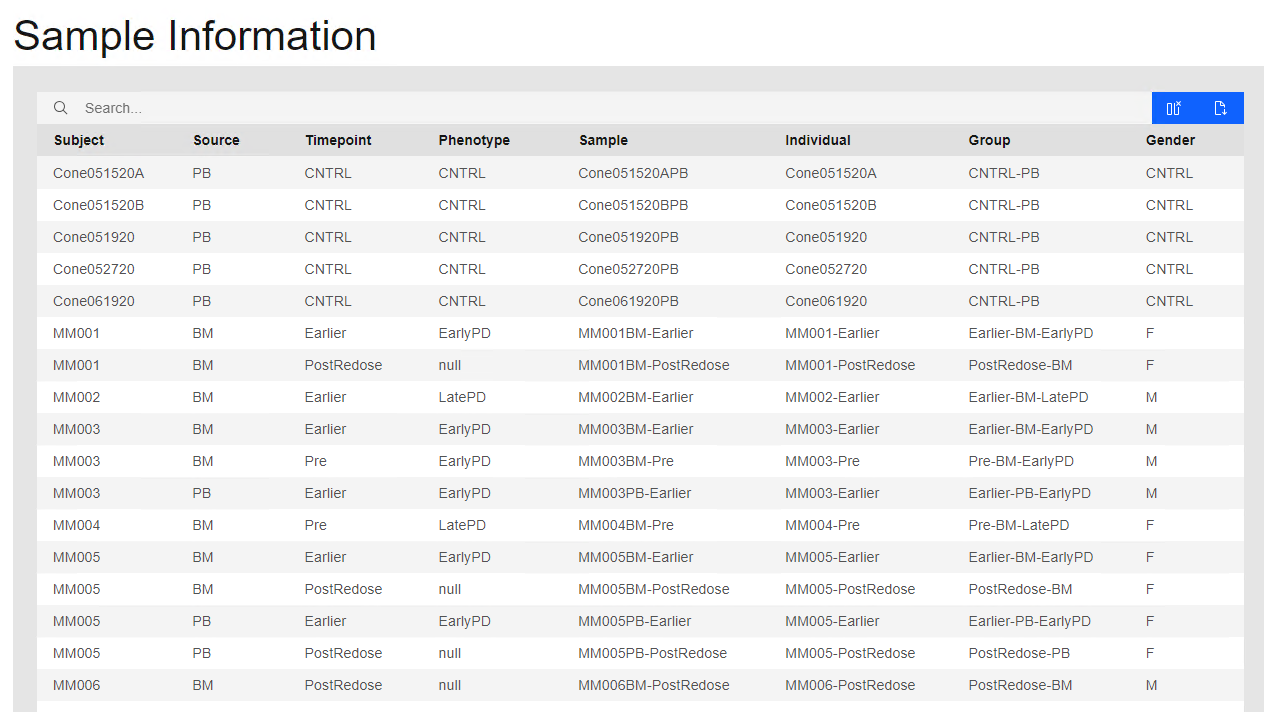 Sample Information
Search...
Subject Source Timepoint Phenotype Sample Individual Group Gender
Cone051520A PB CNTRL CNTRL Cone051520APB Cone051520A CNTRL-PB CNTRL
Cone051520B PB CNTRL CNTRL Cone051520BPB Cone051520B CNTRL-PB CNTRL
Cone051920 PB CNTRL CNTRL Cone051920PB Cone051920 CNTRL-PB CNTRL
Cone052720 PB CNTRL CNTRL Cone052720PB Cone052720 CNTRL-PB CNTRL
Cone061920 PB CNTRL CNTRL Cone061920PB Cone061920 CNTRL-PB CNTRL
MM001 BM Earlier EarlyPD MM001BM-Earlier MM001-Earlier Earlier-BM-EarlyPD F
MM001 BM PostRedose null MM001BM-PostRedose MM001-PostRedose PostRedose-BM F
MM002 BM Earlier LatePD MM002BM-Earlier MM002-Earlier Earlier-BM-LatePD M
MM003 BM Earlier EarlyPD MM003BM-Earlier MM003-Earlier Earlier-BM-EarlyPD M
MM003 BM Pre EarlyPD MM003BM-Pre MM003-Pre Pre-BM-EarlyPD M
MM003 PB Earlier EarlyPD MM003PB-Earlier MM003-Earlier Earlier-PB-EarlyPD M
MM004 BM Pre LatePD MM004BM-Pre MM004-Pre Pre-BM-LatePD F
MM005 BM Earlier EarlyPD MM005BM-Earlier MM005-Earlier Earlier-BM-EarlyPD F
MM005 BM PostRedose null MM005BM-PostRedose MM005-PostRedose PostRedose-BM F
MM005 PB Earlier EarlyPD MM005PB-Earlier MM005-Earlier Earlier-PB-EarlyPD F
MM005 PB PostRedose null MM005PB-PostRedose MM005-PostRedose PostRedose-PB F
MM006 BM PostRedose null MM006BM-PostRedose MM006-PostRedose PostRedose-BM M